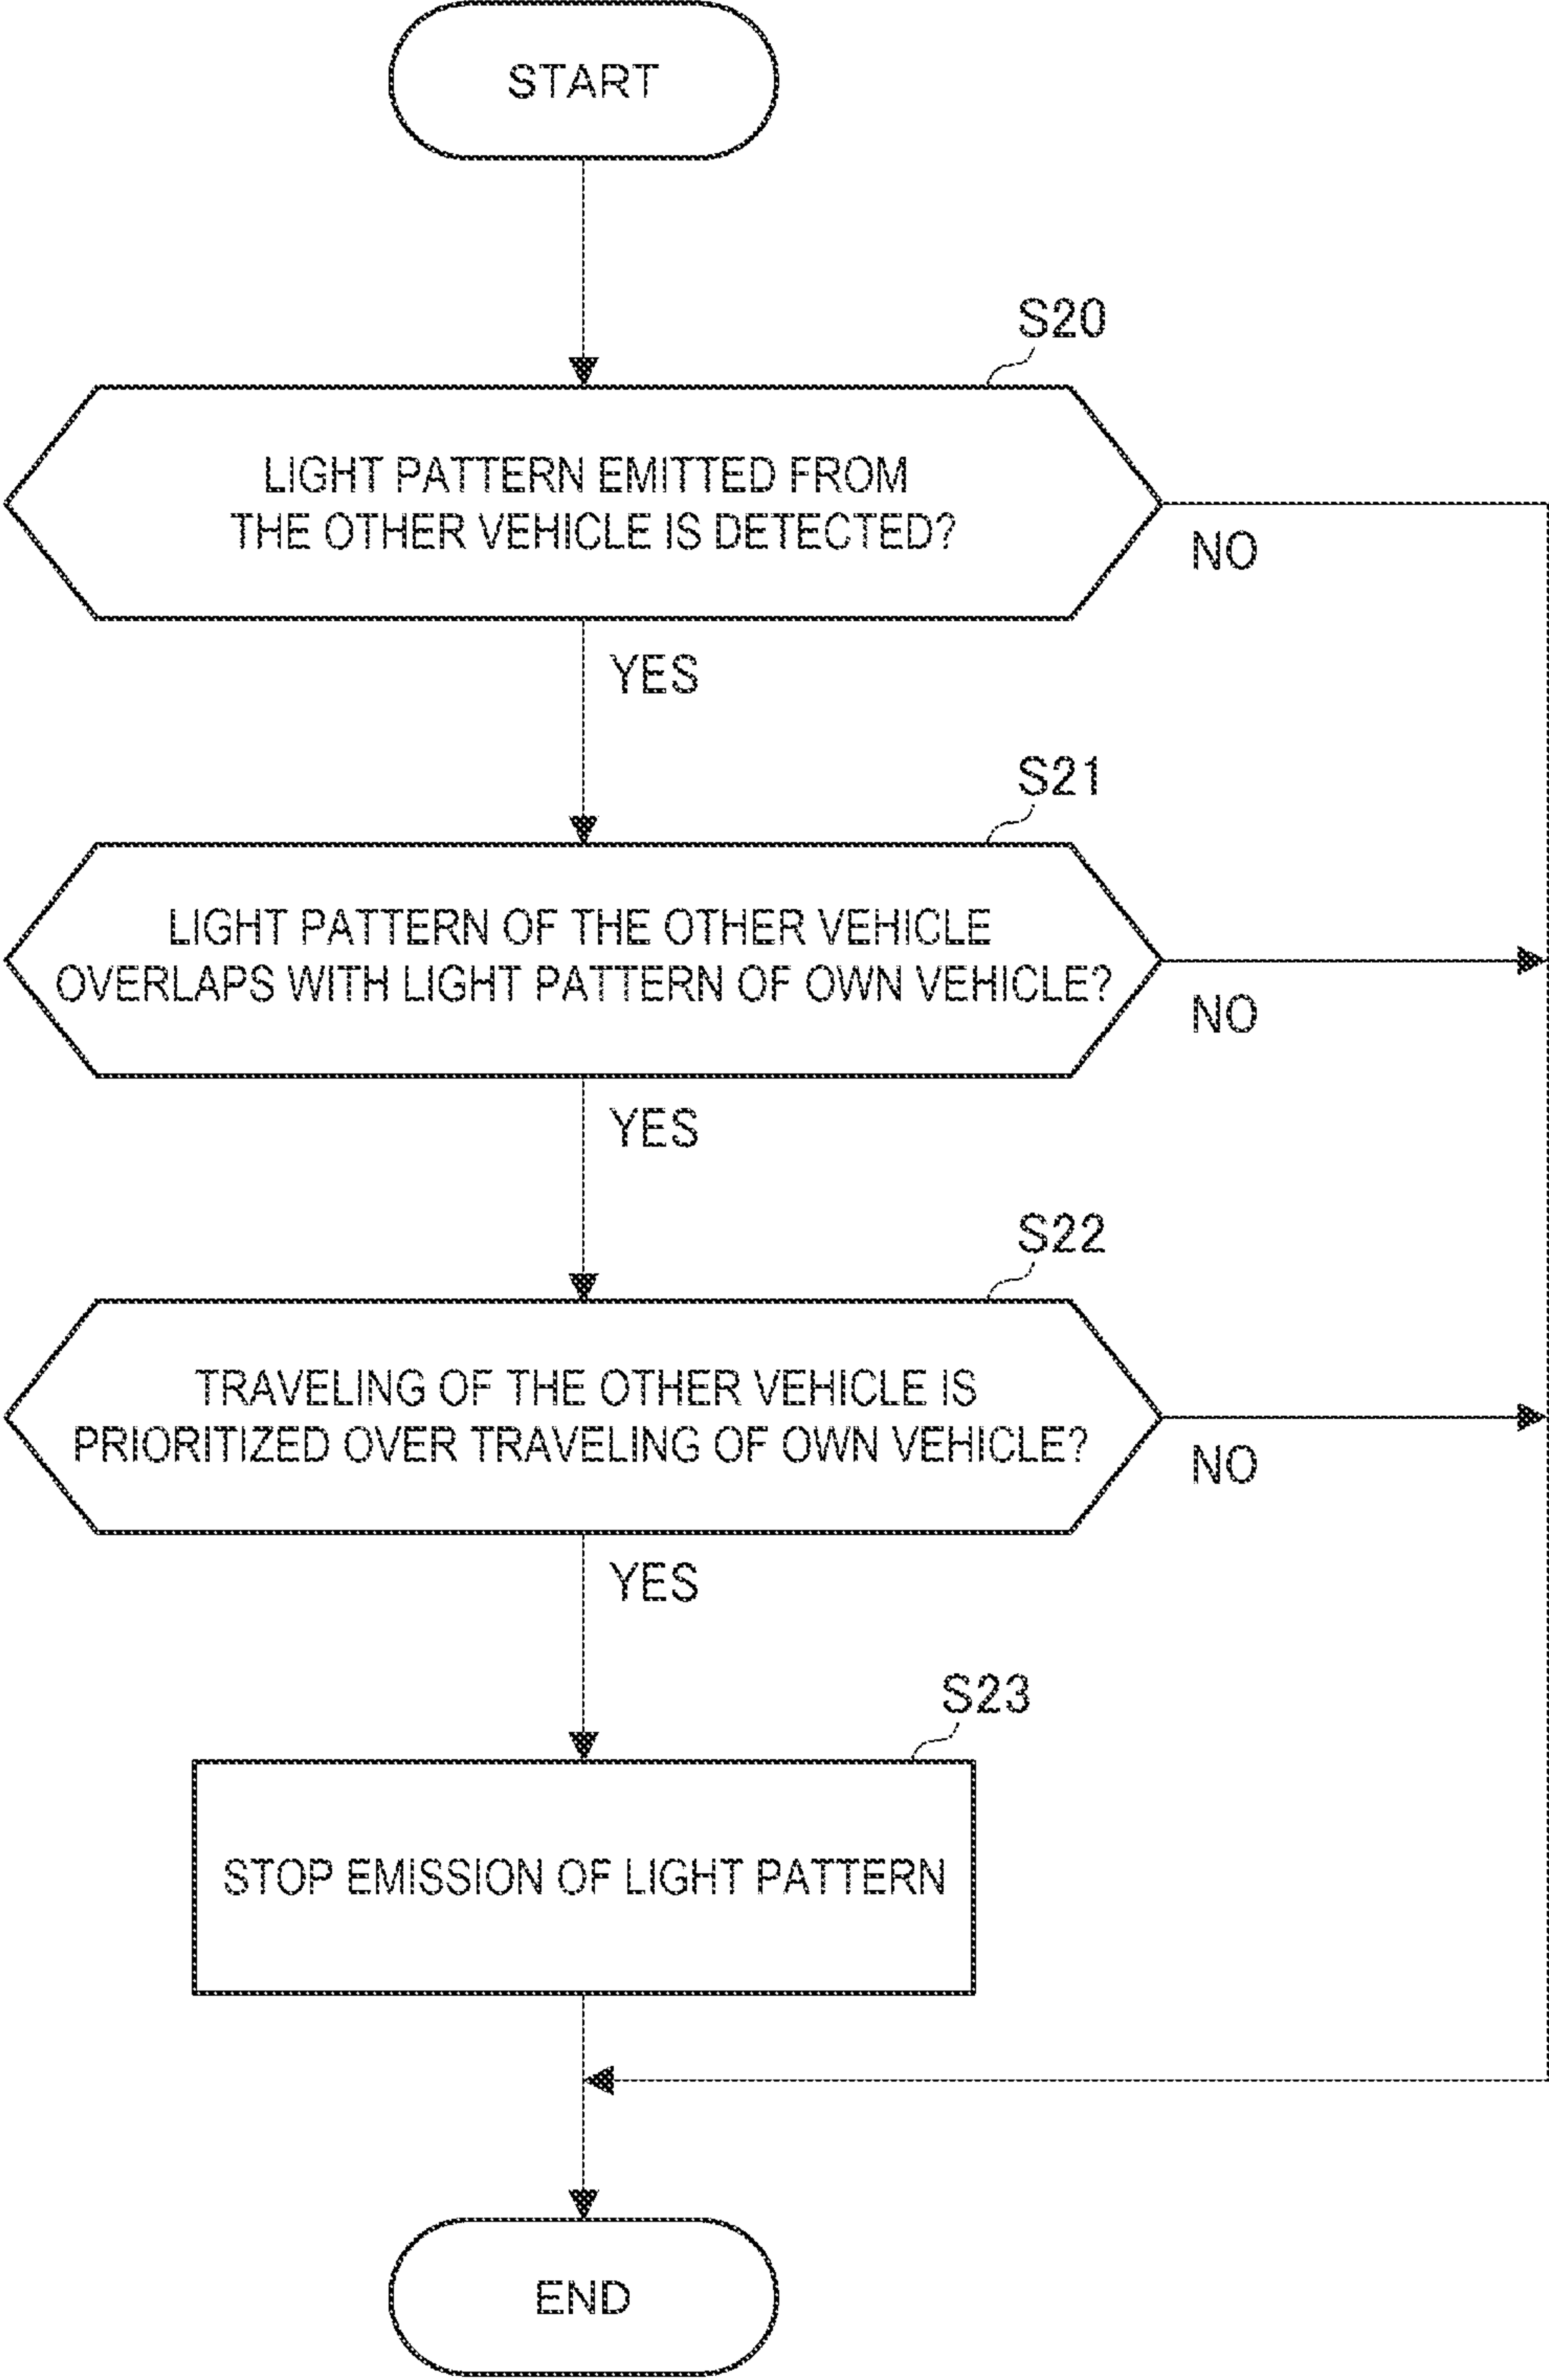 START
S20
LIGHT PATTERN EMITTED FROM
THE OTHER VEHICLE IS DETECTED?
NO
YES
S21
LIGHT PATTERN OF THE OTHER VEHICLE
OVERLAPS WITH LIGHT PATTERN OF OWN VEHICLE?
NO
YES
S22
TRAVELING OF THE OTHER VEHICLE IS
PRIORITIZED OVER TRAVELING OF OWN VEHICLE?
NO
YES
S23
STOP EMISSION OF LIGHT PATTERN
END